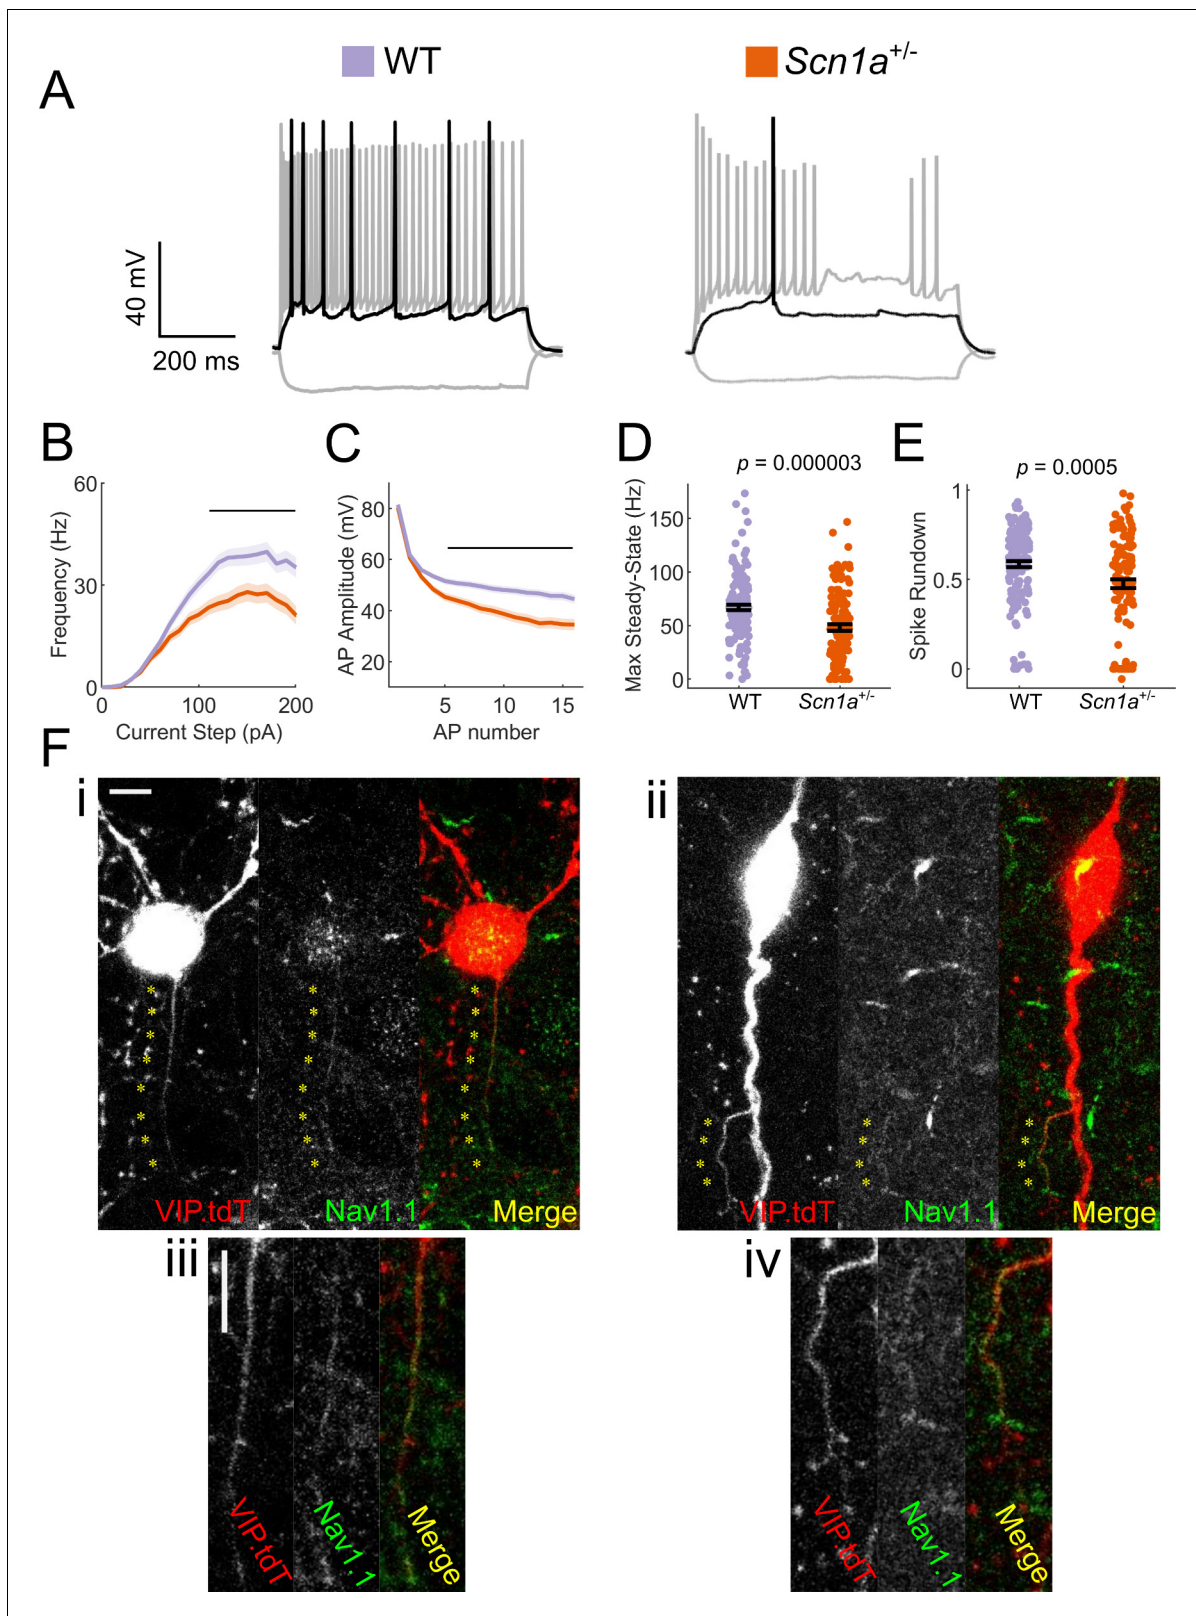 WT
Scn1a+/-
A
40 mV
200 ms
B
C
D
E
Frequency (Hz)
60
30
0
0
100
200
Current Step (pA)
AP Amplitude (mV)
80
60
40
20
5
10
15
AP number
p = 0.000003
Max Steady-State (Hz)
150
100
50
0
WT
Scn1a+/-
p = 0.0005
Spike Rundown
1
0.5
0
WT
Scn1a+/-
F
i
* * * * * * * *
* * * * * * * *
* * * * * * * *
VIP.tdT
Nav1.1
Merge
ii
* * * *
* * * *
* * * *
VIP.tdT
Nav1.1
Merge
iii
VIP.tdT
Nav1.1
Merge
iv
VIP.tdT
Nav1.1
Merge